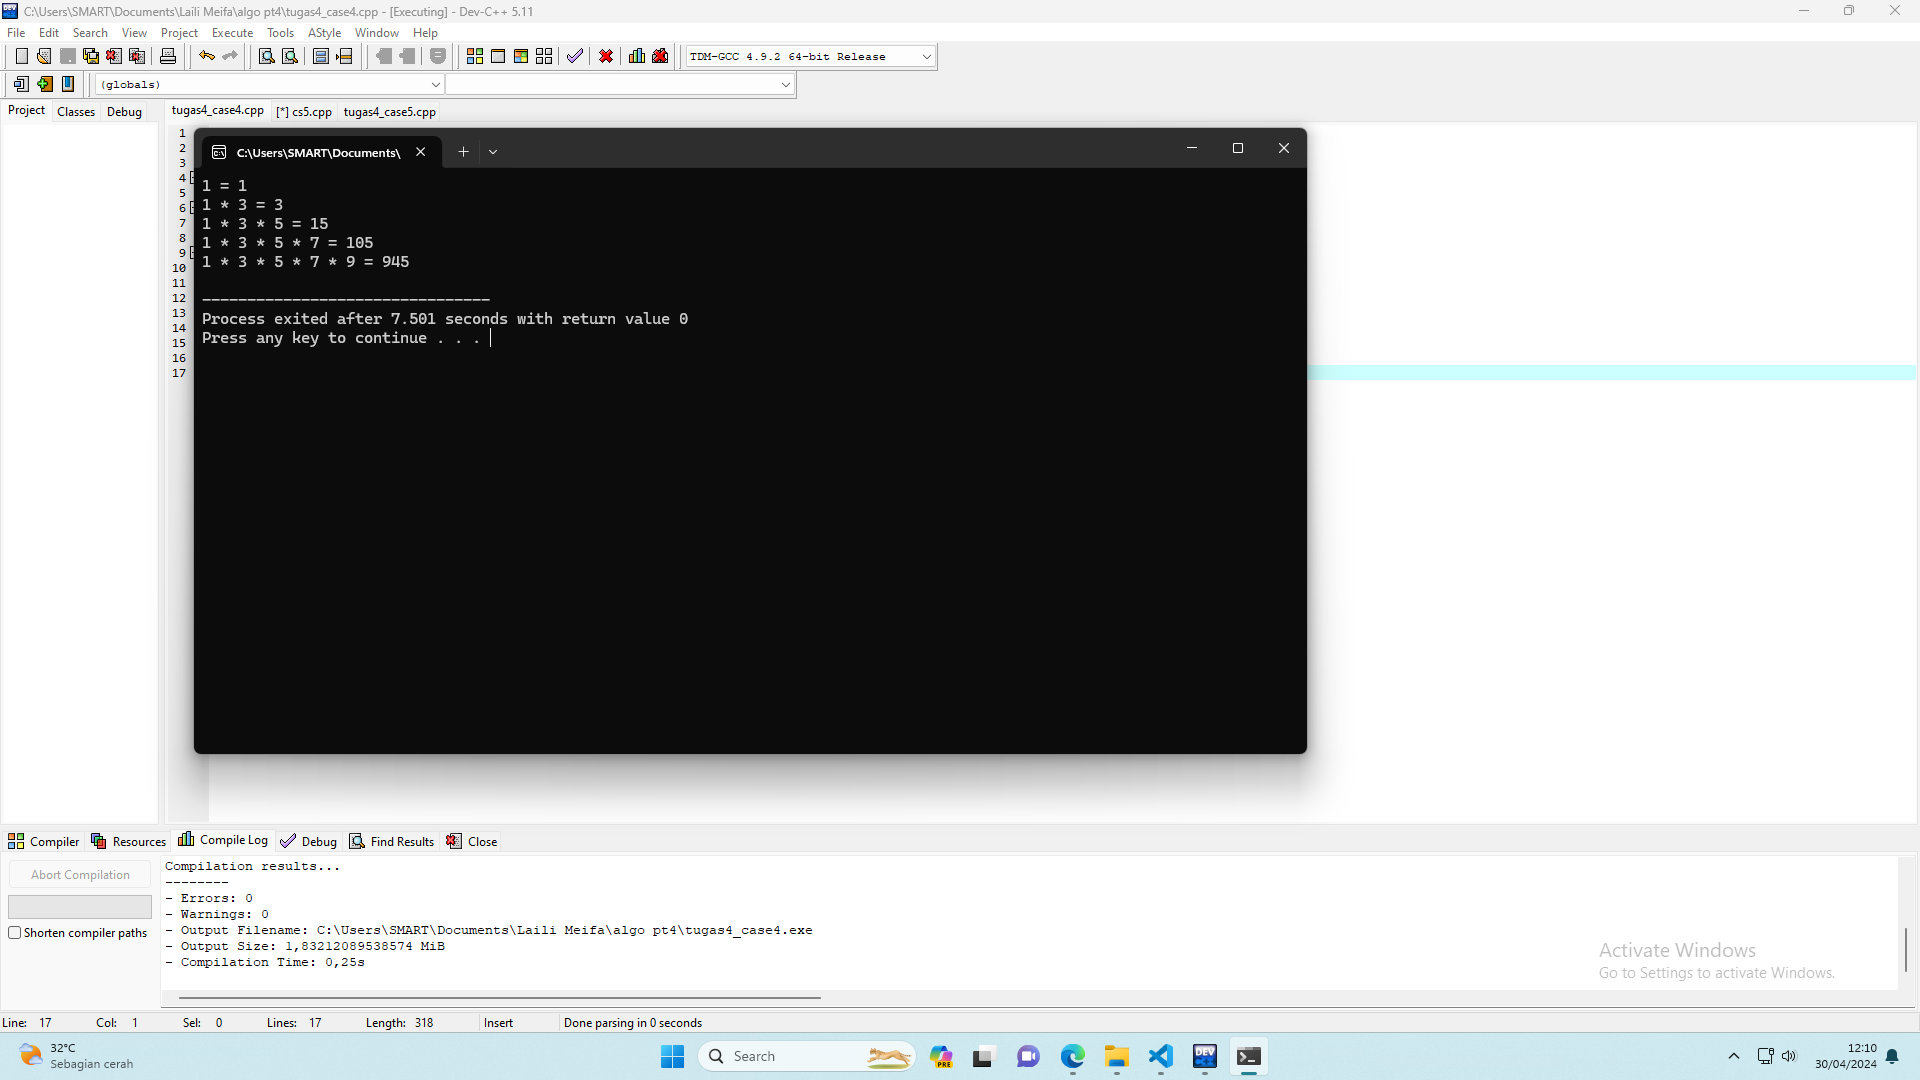 C:\Users\SMART\Documents\Laili Meifa\algo pt4\tugas4_case4.cpp - [Executing] - Dev-C++ 5.11
File Edit Search View Project Execute Tools AStyle Window Help
TDM-GCC 4.9.2 64-bit Release
(globals)
Project Classes Debug
tugas4_case4.cpp [*] cs5.cpp tugas4_case5.cpp
1
2
3
4
5
6
7
8
9
10
11
12
13
14
15
16
17
C:\Users\SMART\Documents\
1 = 1
1 * 3 = 3
1 * 3 * 5 = 15
1 * 3 * 5 * 7 = 105
1 * 3 * 5 * 7 * 9 = 945
--------------------------------
Process exited after 7.501 seconds with return value 0
Press any key to continue . . .
Compiler Resources Compile Log Debug Find Results Close
Abort Compilation
Shorten compiler paths
Compilation results...
--------
- Errors: 0
- Warnings: 0
- Output Filename: C:\Users\SMART\Documents\Laili Meifa\algo pt4\tugas4_case4.exe
- Output Size: 1,83212089538574 MiB
- Compilation Time: 0,25s
Activate Windows
Go to Settings to activate Windows.
Line: 17 Col: 1 Sel: 0 Lines: 17 Length: 318 Insert Done parsing in 0 seconds
32°C
Sebagian cerah
Search
PRE
DEV
12:10
30/04/2024